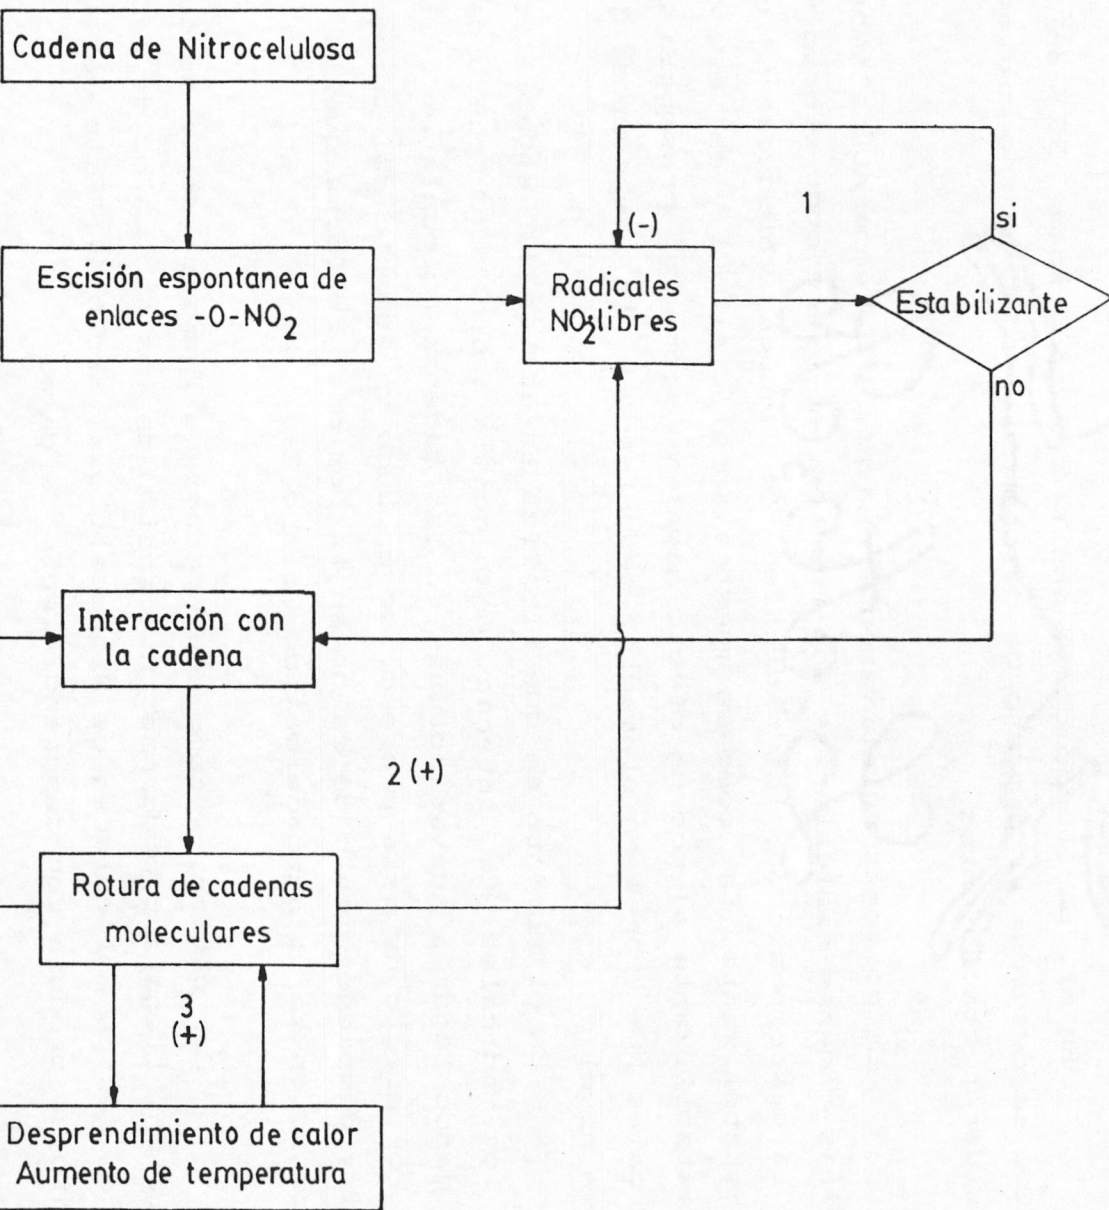 Cadena de Nitrocelulosa
Escisión espontanea de
enlaces -O-NO2
(-)
Radicales
NO2libres
1
si
Estabilizante
no
Interacción con
la cadena
2 (+)
Rotura de cadenas
moleculares
3
(+)
Desprendimiento de calor
Aumento de temperatura